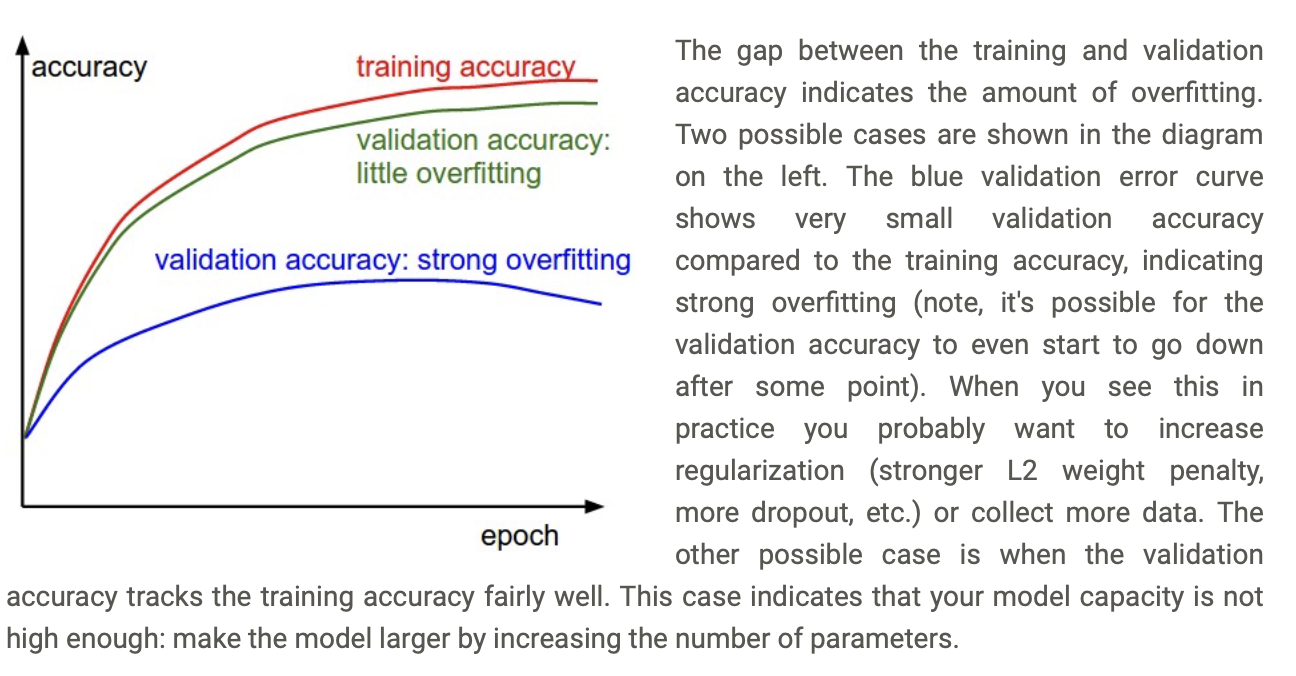 accuracy
training accuracy
validation accuracy:
little overfitting
validation accuracy: strong overfitting
epoch
The gap between the training and validation
accuracy indicates the amount of overfitting.
Two possible cases are shown in the diagram
on the left. The blue validation error curve
shows very small validation accuracy
compared to the training accuracy, indicating
strong overfitting (note, it's possible for the
validation accuracy to even start to go down
after some point). When you see this in
practice you probably want to increase
regularization (stronger L2 weight penalty,
more dropout, etc.) or collect more data. The
other possible case is when the validation
accuracy tracks the training accuracy fairly well. This case indicates that your model capacity is not
high enough: make the model larger by increasing the number of parameters.